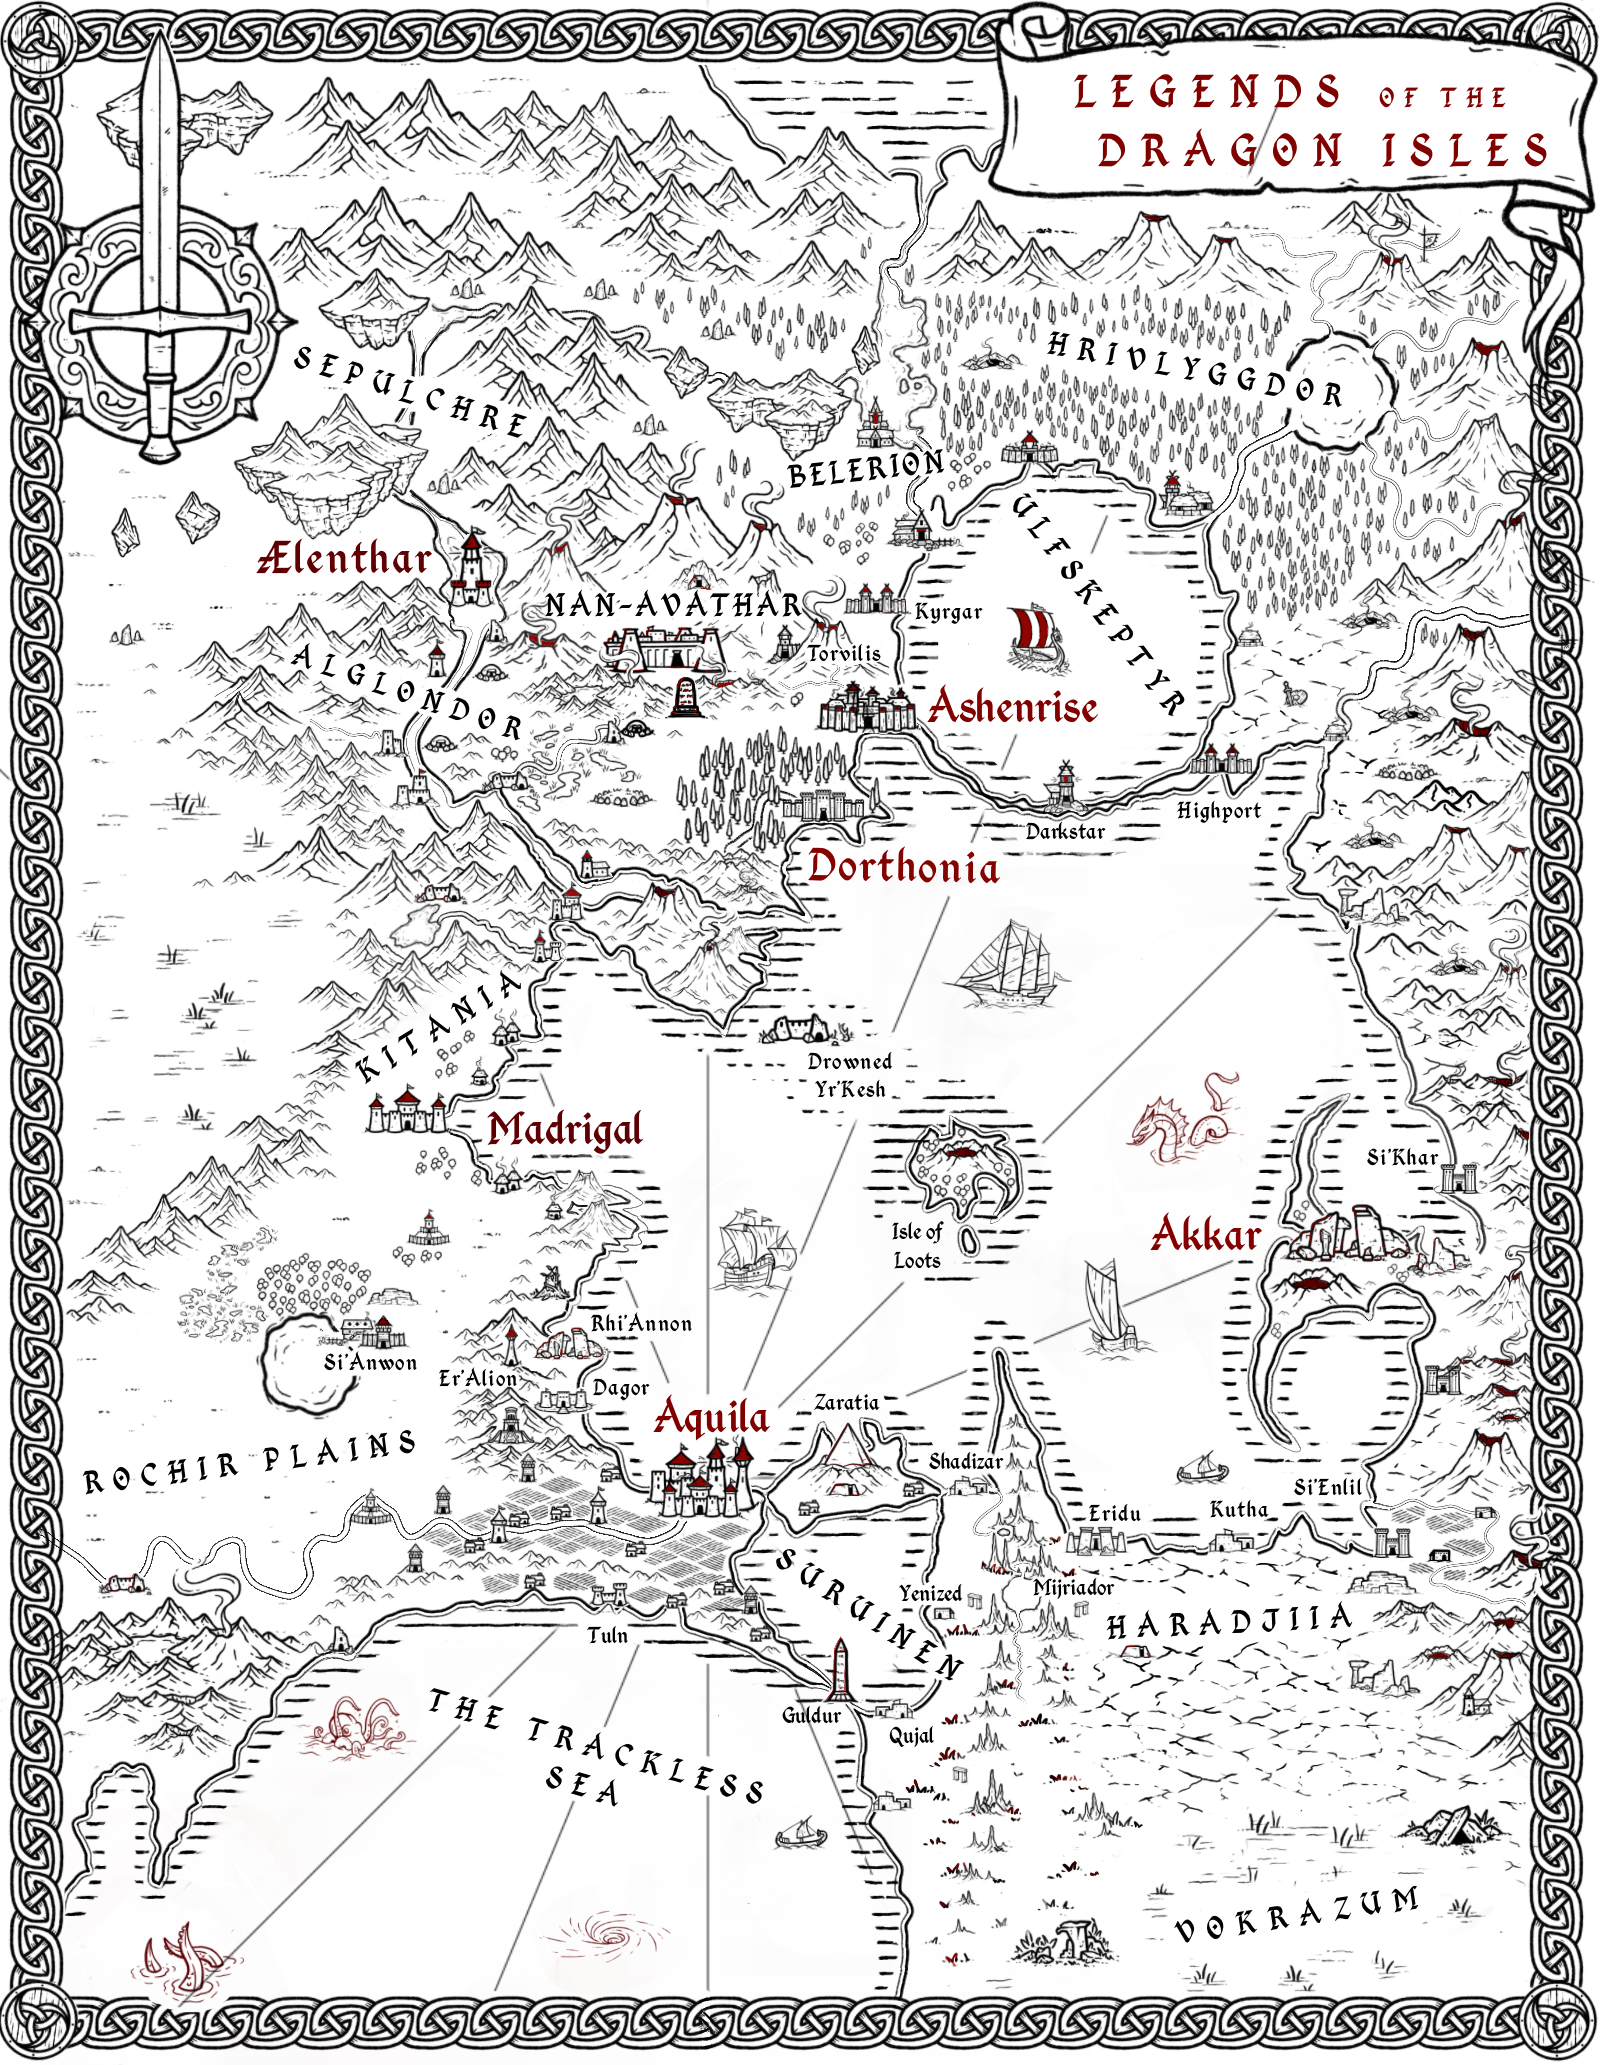 LEGENDS OF THE
DRAGON ISLES
SEPULCHRE
HRIVLYGGDOR
BELERION
ULFSKEPTYR
Ælenthar
NAN-AVATHAR
Kyrgar
Torvilis
ALGLONDOR
Ashenrise
Highport
Darkstar
Dorthonia
KITANIA
Drowned
Yr'Kesh
Madrigal
Si'Khar
Isle of
Loots
Akkar
Rhi'Annon
Si'Anwon
Er'Alion
Dagor
Zaratia
Aquila
ROCHIR PLAINS
Shadizar
Si'Enlil
Eridu
Kutha
SURUINEN
Yenized
Mijriador
HARADJIIA
Tuln
Guldur
Qujal
THE TRACKLESS
SEA
VOKRAZUM